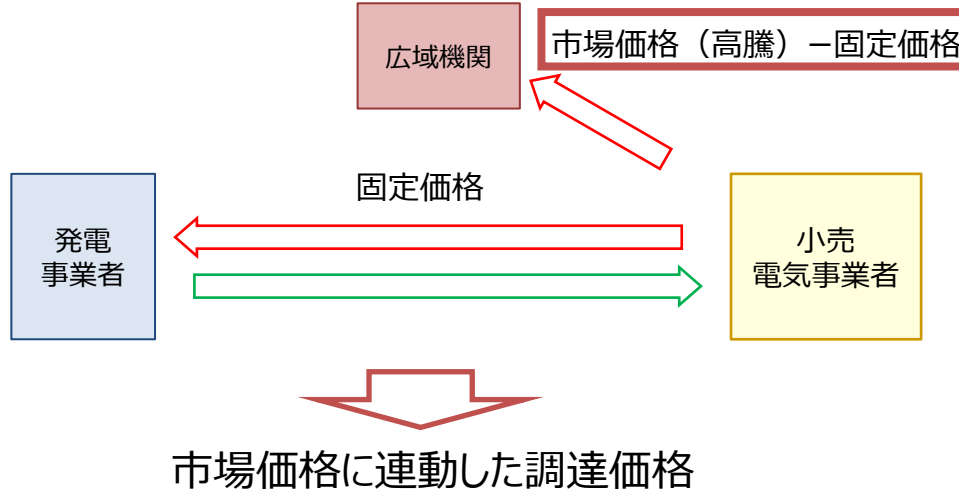 広域機関
市場価格（高騰）－固定価格
固定価格
発電
事業者
小売
電気事業者
市場価格に連動した調達価格